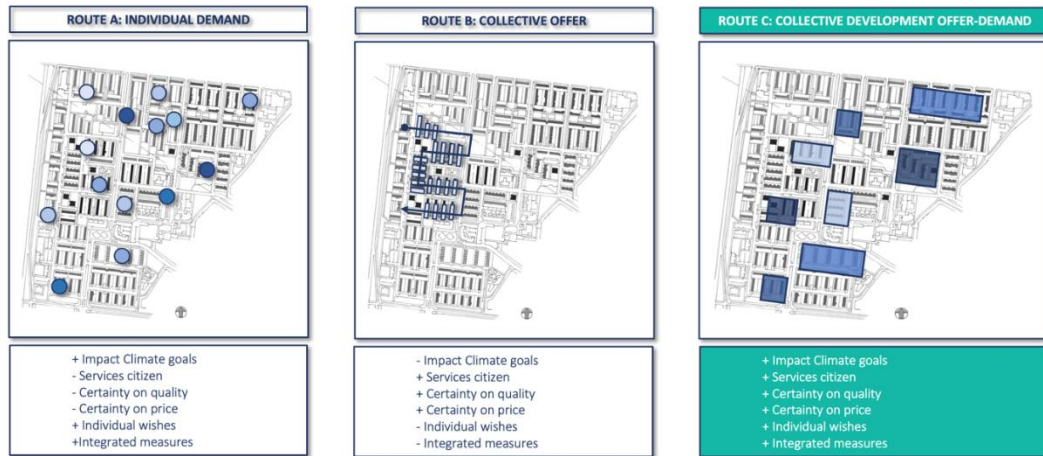 ROUTE A: INDIVIDUAL DEMAND
+ Impact Climate goals
- Services citizen
- Certainty on quality
- Certainty on price
+ Individual wishes
+Integrated measures
ROUTE B: COLLECTIVE OFFER
- Impact Climate goals
+ Services citizen
+ Certainty on quality
+ Certainty on price
- Individual wishes
- Integrated measures
ROUTE C: COLLECTIVE DEVELOPMENT OFFER-DEMAND
+ Impact Climate goals
+ Services citizen
+ Certainty on quality
+ Certainty on price
+ Individual wishes
+ Integrated measures